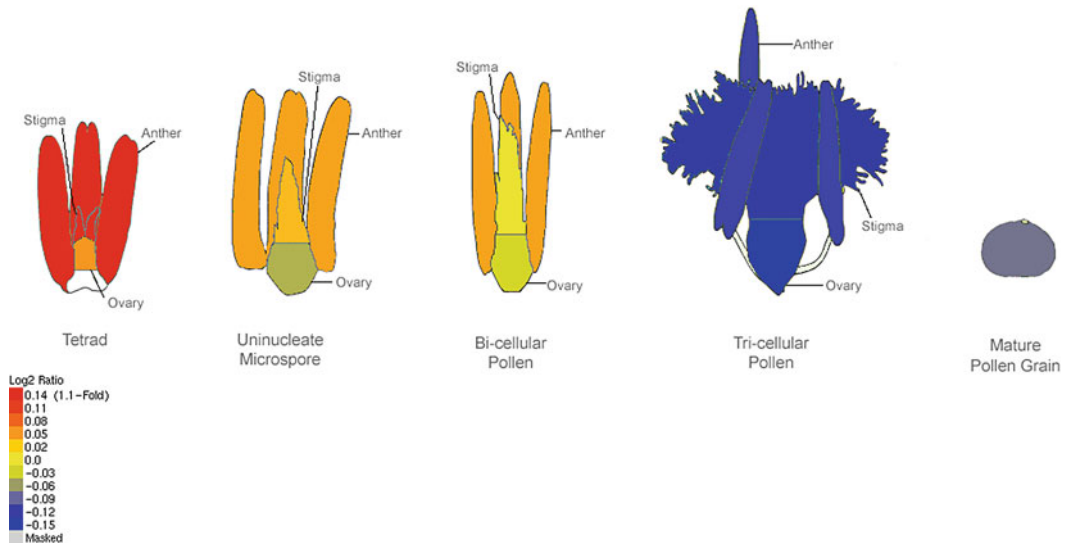 Stigma
Anther
Ovary
Tetrad
Stigma
Anther
Ovary
Uninucleate
Microspore
Stigma
Anther
Ovary
Bi-cellular
Pollen
Anther
Stigma
Ovary
Tri-cellular
Pollen
Mature
Pollen Grain
Log2 Ratio
0.14 (1.1-Fold)
0.11
0.08
0.05
0.02
0.0
-0.03
-0.06
-0.09
-0.12
-0.15
Masked